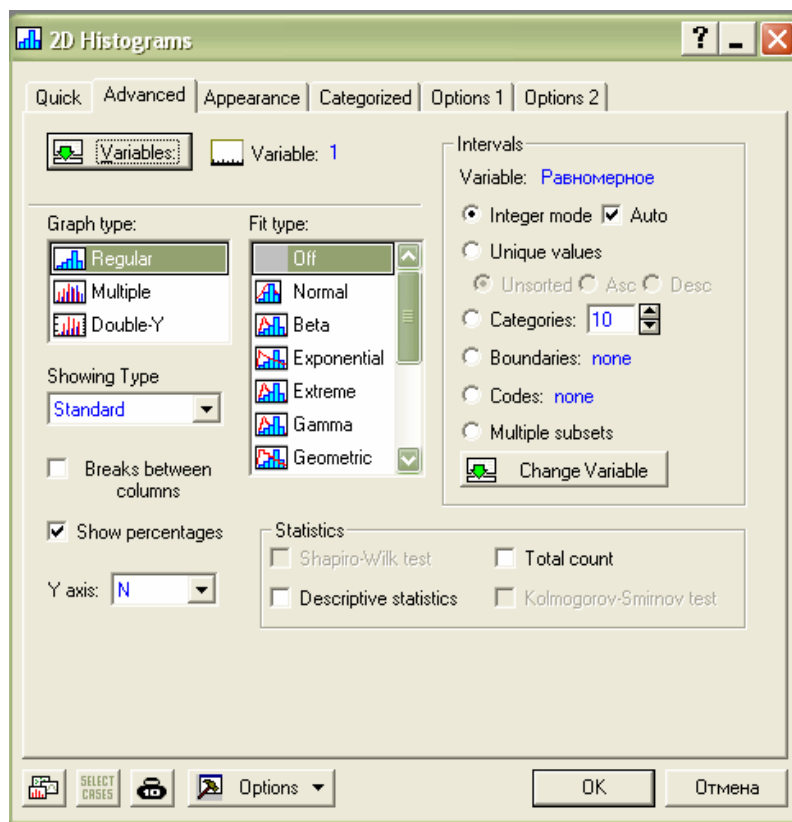 2D Histograms
Quick Advanced Appearance Categorized Options 1 Options 2
Variables: Variable: 1
Graph type:
Regular
Multiple
Double-Y
Showing Type
Standard
Breaks between
columns
Show percentages
Y axis: N
Fit type:
Off
Normal
Beta
Exponential
Extreme
Gamma
Geometric
Intervals
Variable: Равномерное
Integer mode Auto
Unique values
Unsorted Asc Desc
Categories: 10
Boundaries: none
Codes: none
Multiple subsets
Change Variable
Statistics
Shapiro-Wilk test Total count
Descriptive statistics Kolmogorov-Smirnov test
SELECT
CASES
Options OK Отмена